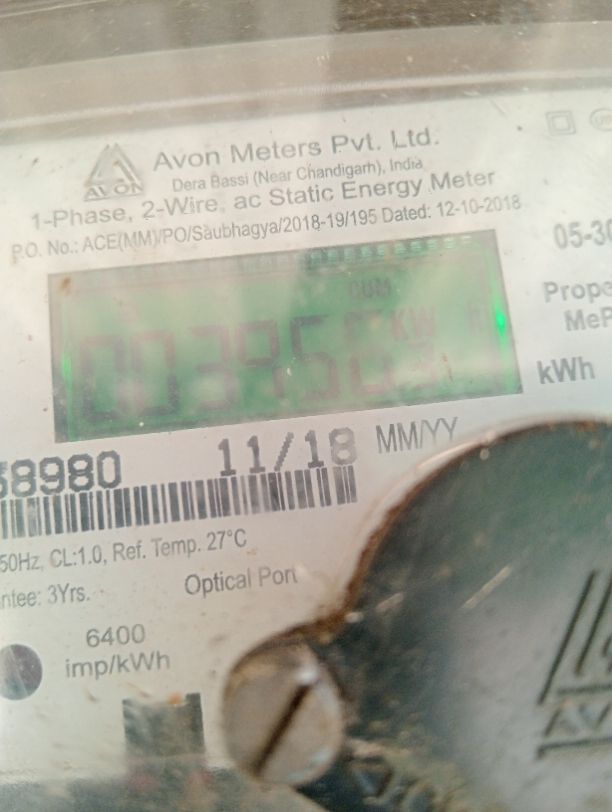 Avon Meters Pvt. Ltd.
AVON
Dera Bassi (Near Chandigarh), India
1-Phase, 2-Wire, ac Static Energy Meter
P.O. No.: ACE(MM)/PO/Saubhagya/2018-19/195 Dated: 12-10-2018
05-30
Prope
MeP
CUM
KW
kWh
8980 11/18 MM/YY
50Hz, CL:1.0, Ref. Temp. 27°C
ntee: 3Yrs.
Optical Port
6400
imp/kWh